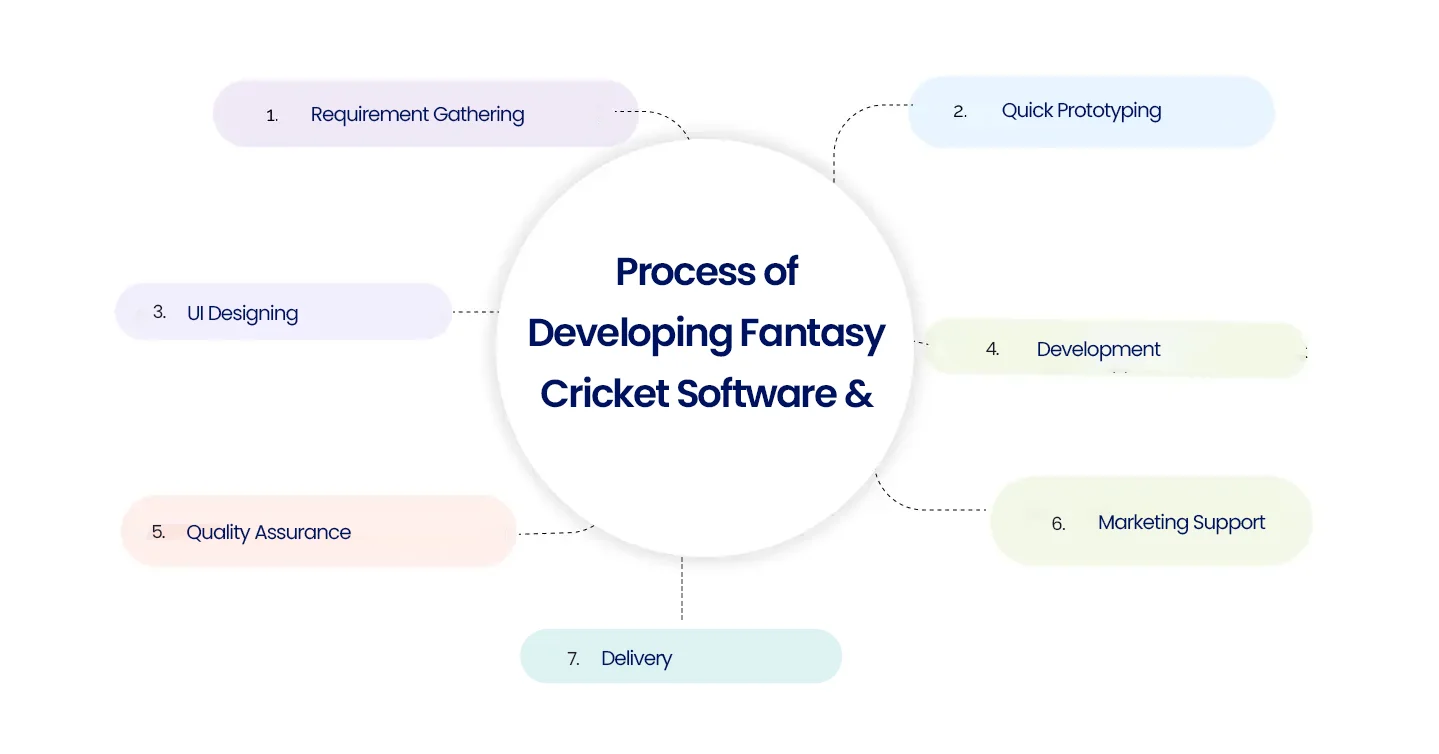 1. Requirement Gathering
2. Quick Prototyping
Process of
Developing Fantasy
Cricket Software &
3. UI Designing
4. Development
5. Quality Assurance
6. Marketing Support
7. Delivery